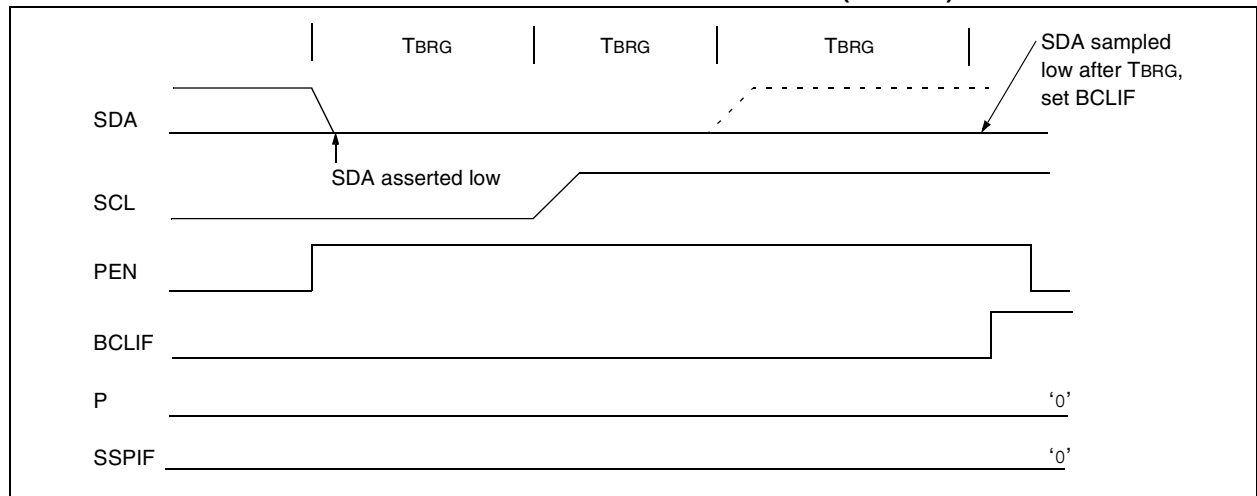 TBRG TBRG TBRG
SDA sampled
low after TBRG,
set BCLIF
SDA
SDA asserted low
SCL
PEN
BCLIF
P
‘0’
SSPIF
‘0’